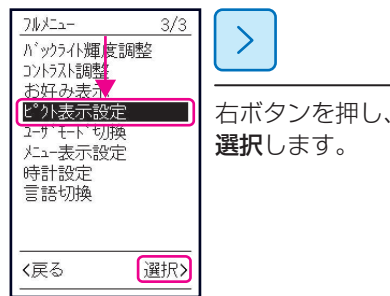 フルメニュー 3/3
バックライト輝度調整
コントラスト調整
お好み表示
ピクト表示設定
ユーザモード切換
メニュー表示設定
時計設定
言語切換
<戻る 選択>
右ボタンを押し、
選択します。